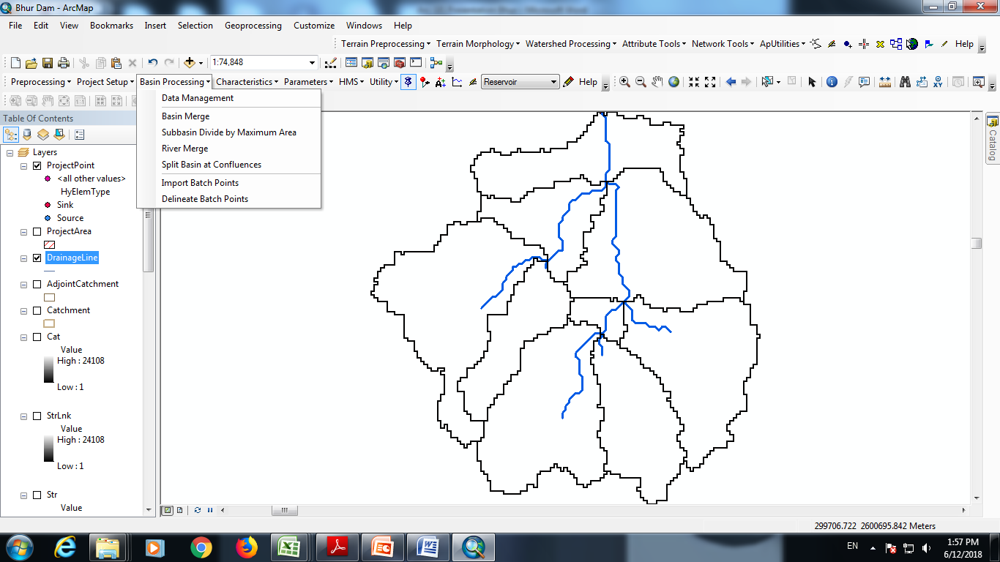 Bhur Dam - ArcMap
File Edit View Bookmarks Insert Selection Geoprocessing Customize Windows Help
Terrain Preprocessing Terrain Morphology Watershed Processing Attribute Tools Network Tools ApUtilities Help
1:74,848
Preprocessing Project Setup Basin Processing Characteristics Parameters HMS Utility Reservoir Help
Data Management
Basin Merge
Subbasin Divide by Maximum Area
River Merge
Split Basin at Confluences
Import Batch Points
Delineate Batch Points
Table Of Contents
Layers
ProjectPoint
<all other values>
HyElemType
Sink
Source
ProjectArea
DrainageLine
AdjointCatchment
Catchment
Cat
Value
High : 24108
Low : 1
StrLnk
Value
High : 24108
Low : 1
Str
Value
Catalog
299706.722 2600695.842 Meters
EN
1:57 PM
6/12/2018